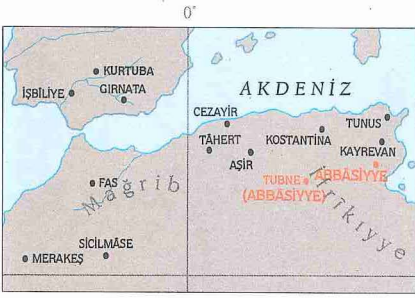 0°
KURTUBA
İŞBİLİYE
GIRNATA
AKDENİZ
CEZAYİR
TUNUS
TÂHERT
KOSTANTİNA
AŞİR
KAYREVAN
FAS
Mağrib
TUBNE
(ABBÂSİYYE)
ABBÂSİYYE
İfrîkıyye
SİCİLMÂSE
MERAKEŞ